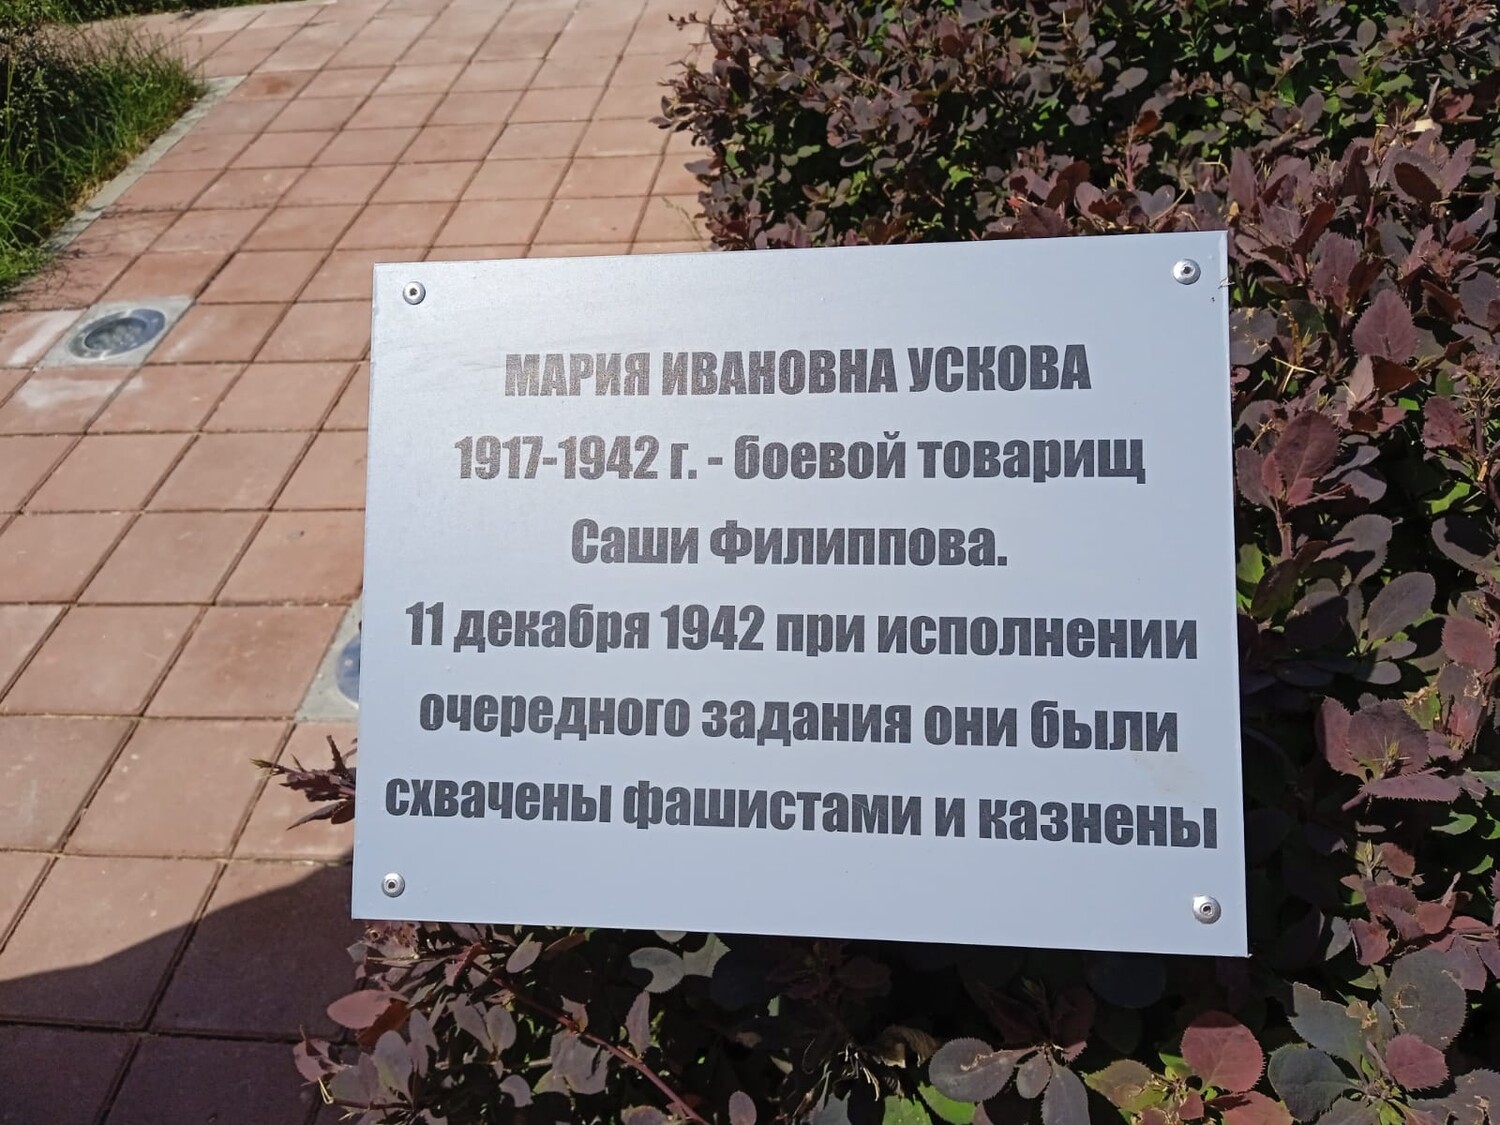 МАРИЯ ИВАНОВНА УСКОВА
1917-1942 г. - боевой товарищ
Саши Филиппова.
11 декабря 1942 при исполнении
очередного задания они были
схвачены фашистами и казнены